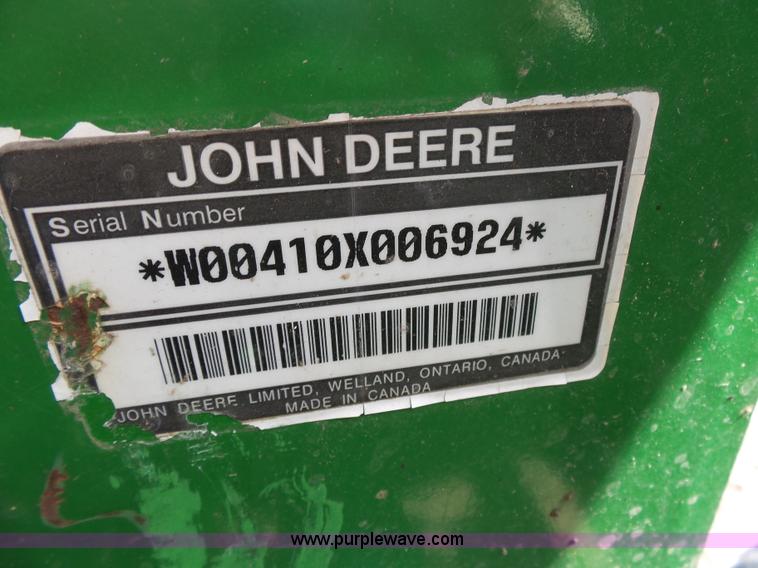 JOHN DEERE
Serial Number
*W00410X006924*
JOHN DEERE LIMITED, WELLAND, ONTARIO, CANADA
MADE IN CANADA
www.purplewave.com